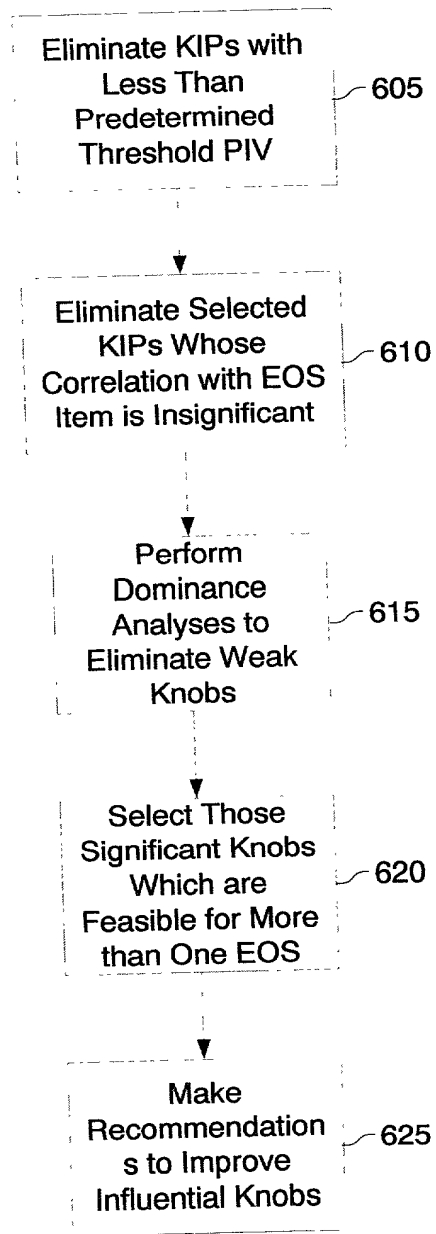 Eliminate KIPs with
Less Than
Predetermined
Threshold PIV
605
Eliminate Selected
KIPs Whose
Correlation with EOS
Item is Insignificant
610
Perform
Dominance
Analyses to
Eliminate Weak
Knobs
615
Select Those
Significant Knobs
Which are
Feasible for More
than One EOS
620
Make
Recommendation
s to Improve
Influential Knobs
625